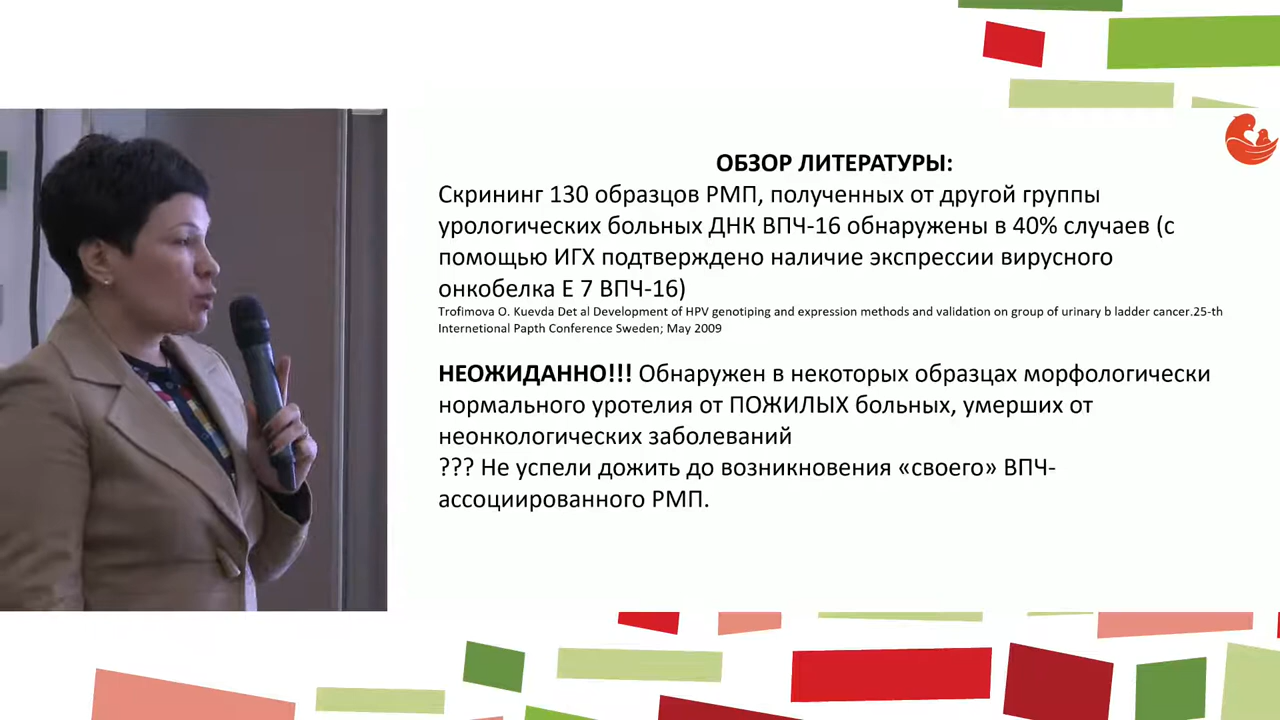 ОБЗОР ЛИТЕРАТУРЫ:
Скрининг 130 образцов РМП, полученных от другой группы
урологических больных ДНК ВПЧ-16 обнаружены в 40% случаев (с
помощью ИГХ подтверждено наличие экспрессии вирусного
онкобелка Е 7 ВПЧ-16)
Trofimova O. Kuevda Det al Development of HPV genotiping and expression methods and validation on group of urinary b ladder cancer.25-th
Internetional Papth Conference Sweden; May 2009
НЕОЖИДАННО!!! Обнаружен в некоторых образцах морфологически
нормального уротелия от ПОЖИЛЫХ больных, умерших от
неонкологических заболеваний
??? Не успели дожить до возникновения «своего» ВПЧ-
ассоциированного РМП.